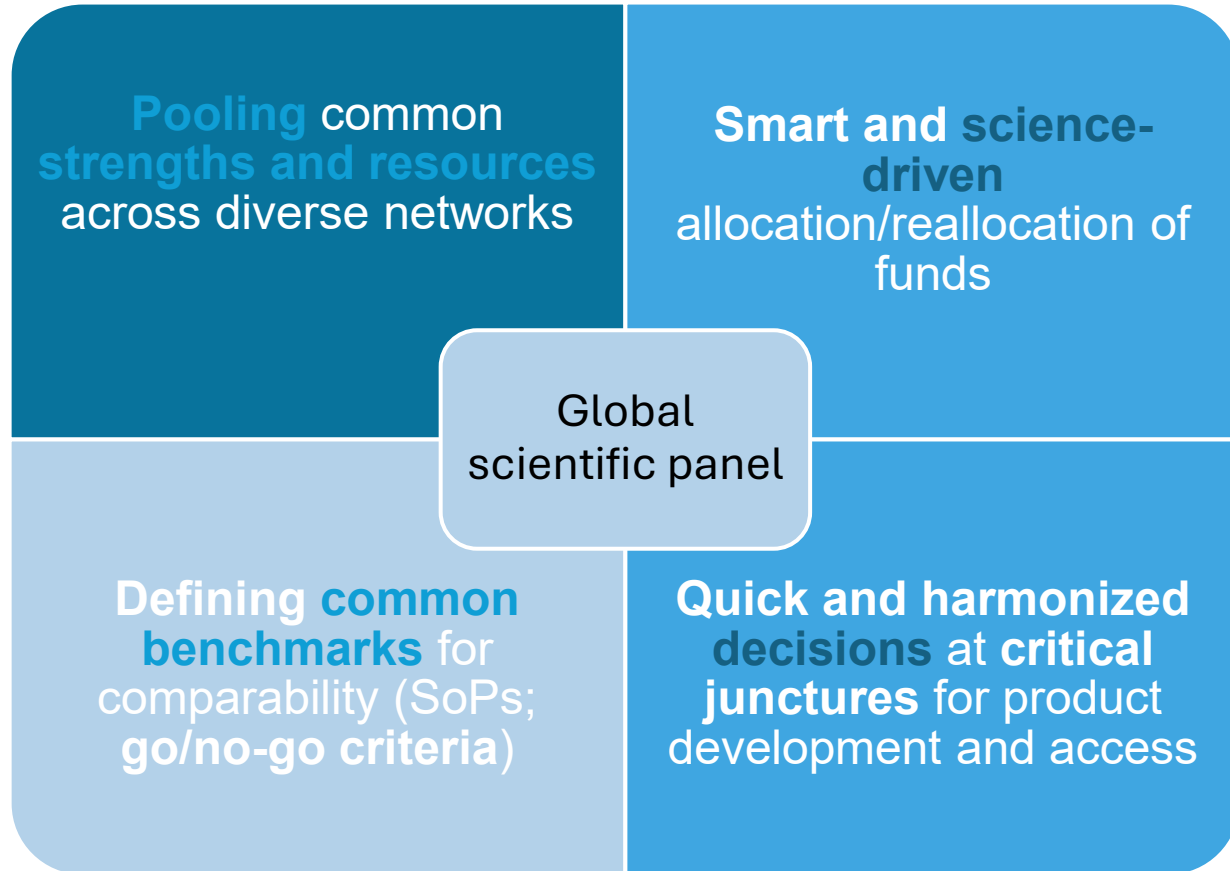 Pooling common
strengths and resources
across diverse networks
Smart and science-
driven
allocation/reallocation of
funds
Global
scientific panel
Defining common
benchmarks for
comparability (SoPs;
go/no-go criteria)
Quick and harmonized
decisions at critical
junctures for product
development and access